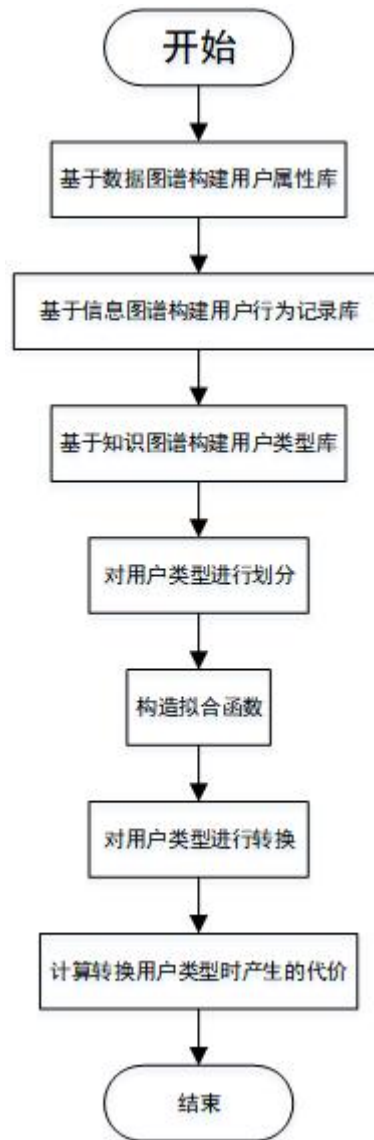 开始
基于数据图谱构建用户属性库
基于信息图谱构建用户行为记录库
基于知识图谱构建用户类型库
对用户类型进行划分
构造拟合函数
对用户类型进行转换
计算转换用户类型时产生的代价
结束